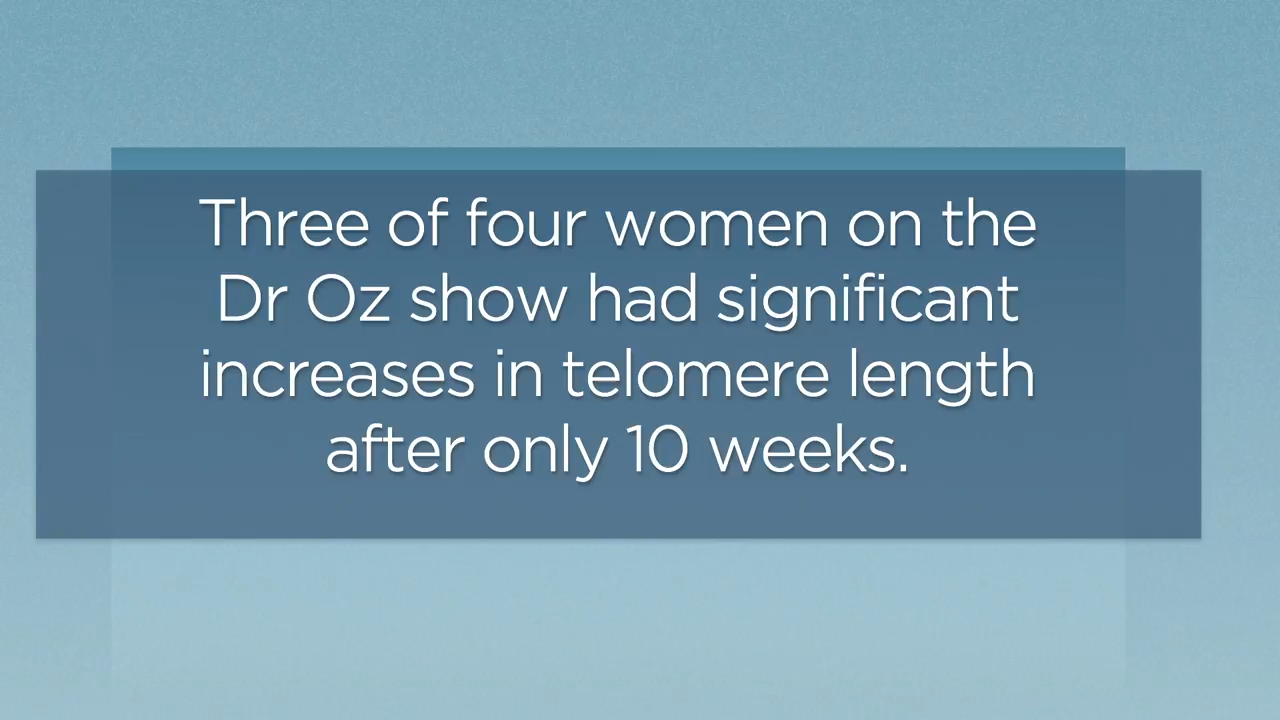 Three of four women on the
Dr Oz show had significant
increases in telomere length
after only 10 weeks.